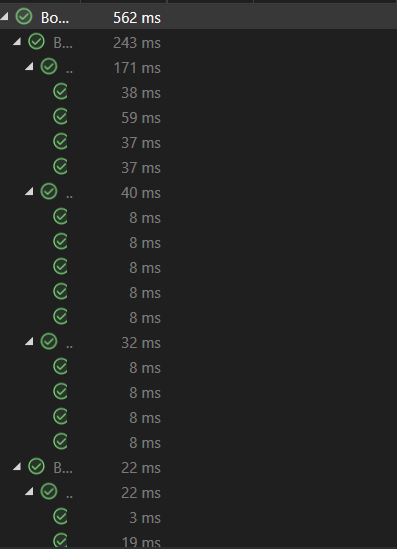 Bo... 562 ms
B... 243 ms
.. 171 ms
38 ms
59 ms
37 ms
37 ms
.. 40 ms
8 ms
8 ms
8 ms
8 ms
8 ms
.. 32 ms
8 ms
8 ms
8 ms
8 ms
B... 22 ms
.. 22 ms
3 ms
19 ms